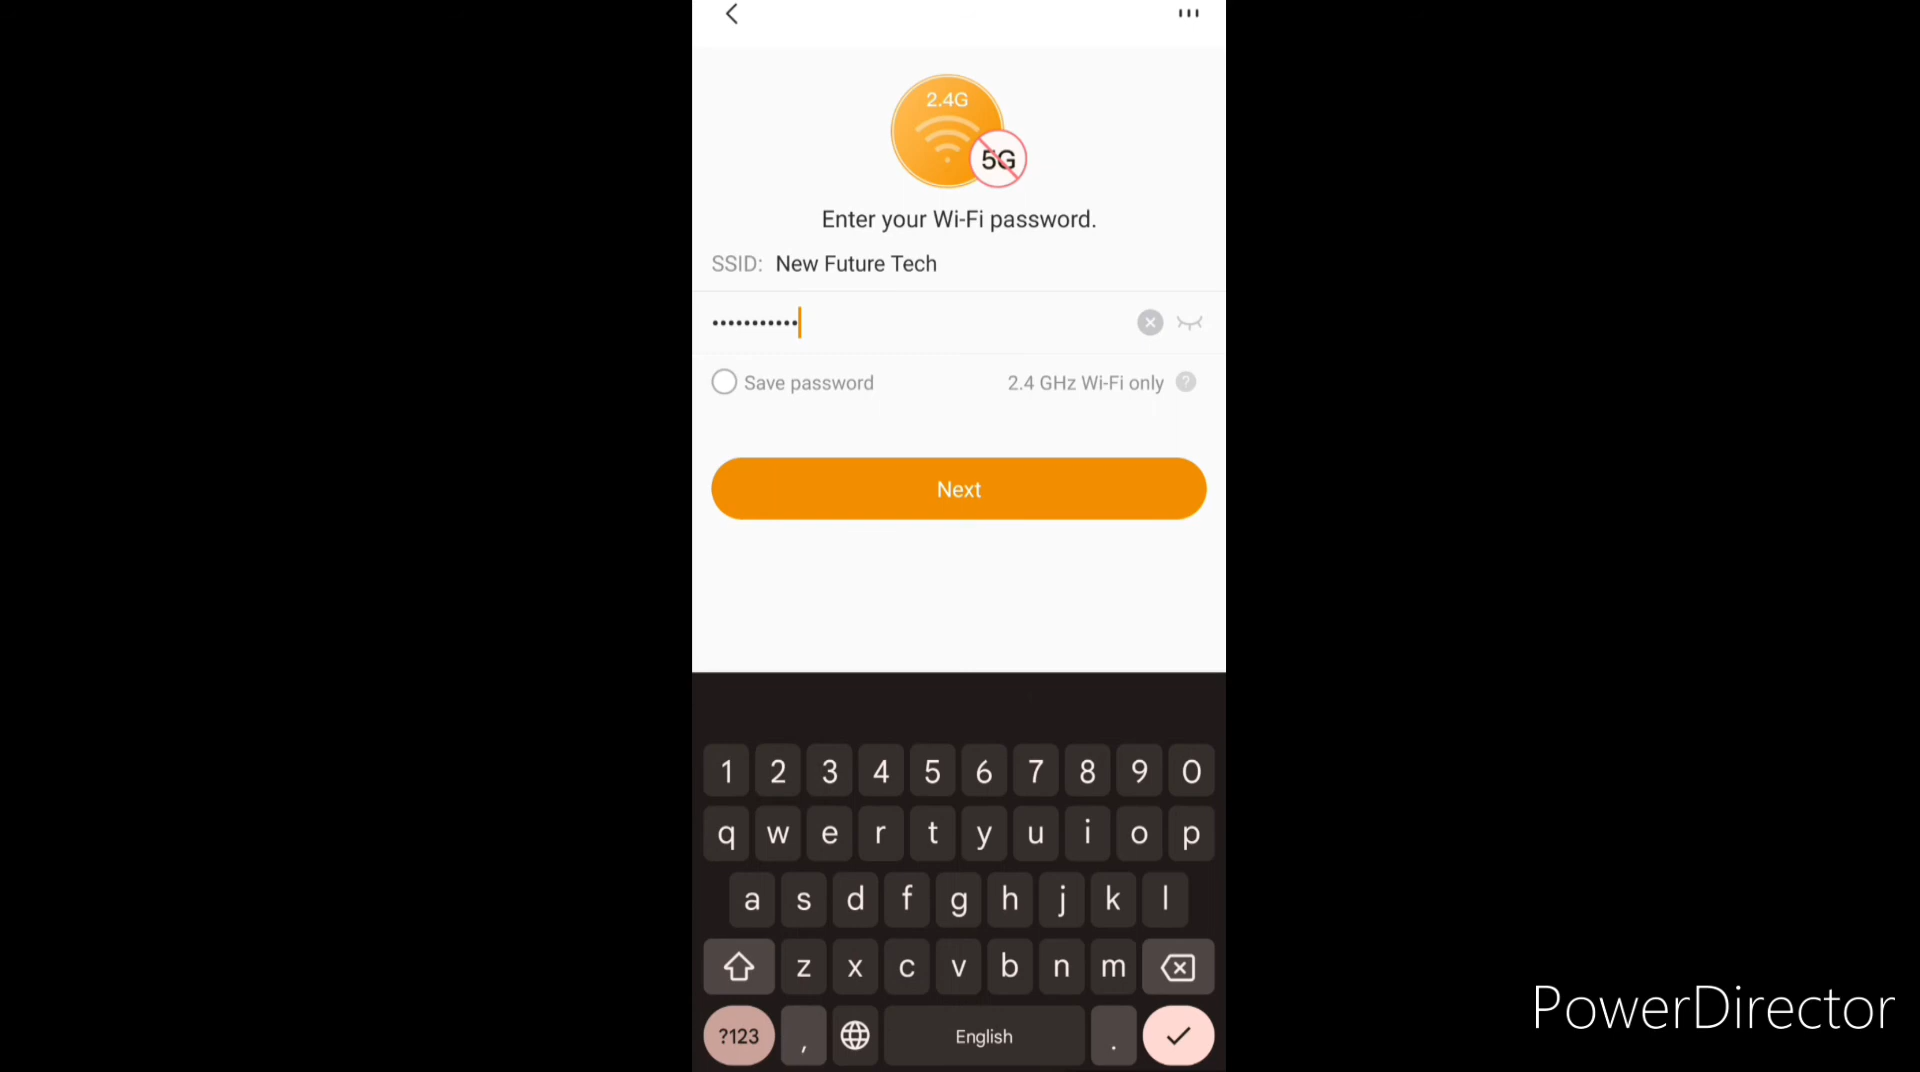 2.4G
5G
Enter your Wi-Fi password.
SSID: New Future Tech
•••••••••••
Save password 2.4 GHz Wi-Fi only ?
Next
1 2 3 4 5 6 7 8 9 0
q w e r t y u i o p
a s d f g h j k l
z x c v b n m
?123 , English .
PowerDirector